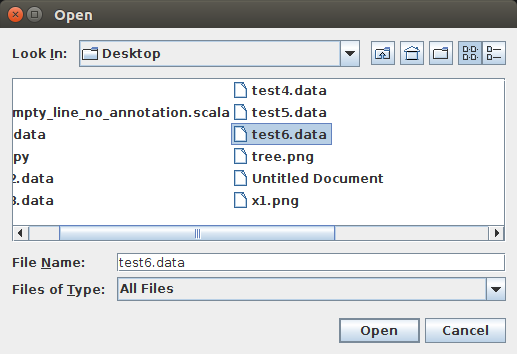 Open
Look In: Desktop
test4.data
mpty_line_no_annotation.scala test5.data
data test6.data
py tree.png
2.data Untitled Document
3.data x1.png
File Name: test6.data
Files of Type: All Files
Open Cancel